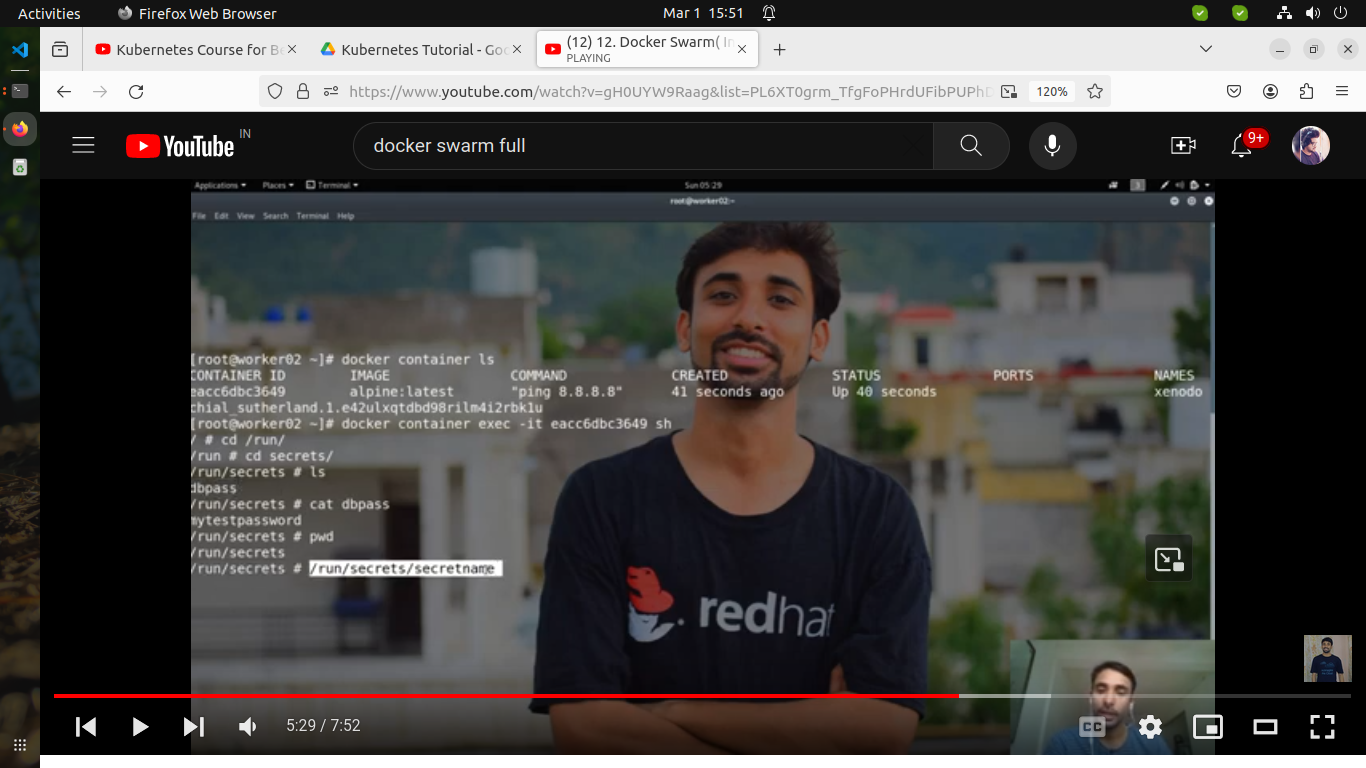 Activities
Firefox Web Browser
Mar 1 15:51
Kubernetes Course for Be
Kubernetes Tutorial - Goo
(12) 12. Docker Swarm( In
PLAYING
https://www.youtube.com/watch?v=gH0UYW9Raag&list=PL6XT0grm_TfgFoPHrdUFibPUPhD
120%
YouTube
IN
docker swarm full
9+
Applications
Places
Terminal
Sun 05:29
root@worker02:~
File Edit View Search Terminal Help
[root@worker02 ~]# docker container ls
CONTAINER ID IMAGE COMMAND CREATED STATUS PORTS NAMES
eacc6dbc3649 alpine:latest "ping 8.8.8.8" 41 seconds ago Up 40 seconds xenodo
chial_sutherland.1.e42ulxqtdbd98rilm4i2rbk1u
[root@worker02 ~]# docker container exec -it eacc6dbc3649 sh
/ # cd /run/
/run # cd secrets/
/run/secrets # ls
dbpass
/run/secrets # cat dbpass
mytestpassword
/run/secrets # pwd
/run/secrets
/run/secrets # /run/secrets/secretname
redhat
5:29 / 7:52
CC